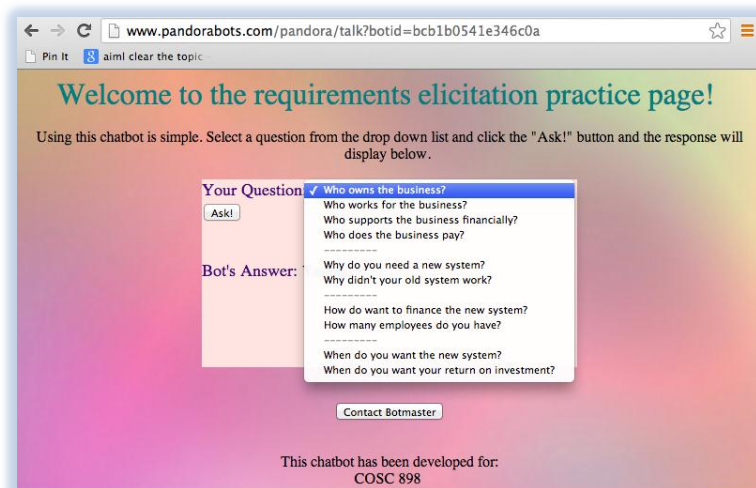 www.pandorabots.com/pandora/talk?botid=bcb1b0541e346c0a
Pin It
aiml clear the topic
Welcome to the requirements elicitation practice page!
Using this chatbot is simple. Select a question from the drop down list and click the "Ask!" button and the response will
display below.
Your Question:
✓ Who owns the business?
Who works for the business?
Who supports the business financially?
Who does the business pay?
---------
Why do you need a new system?
Why didn't your old system work?
---------
How do want to finance the new system?
How many employees do you have?
---------
When do you want the new system?
When do you want your return on investment?
Ask!
Bot's Answer:
Contact Botmaster
This chatbot has been developed for:
COSC 898